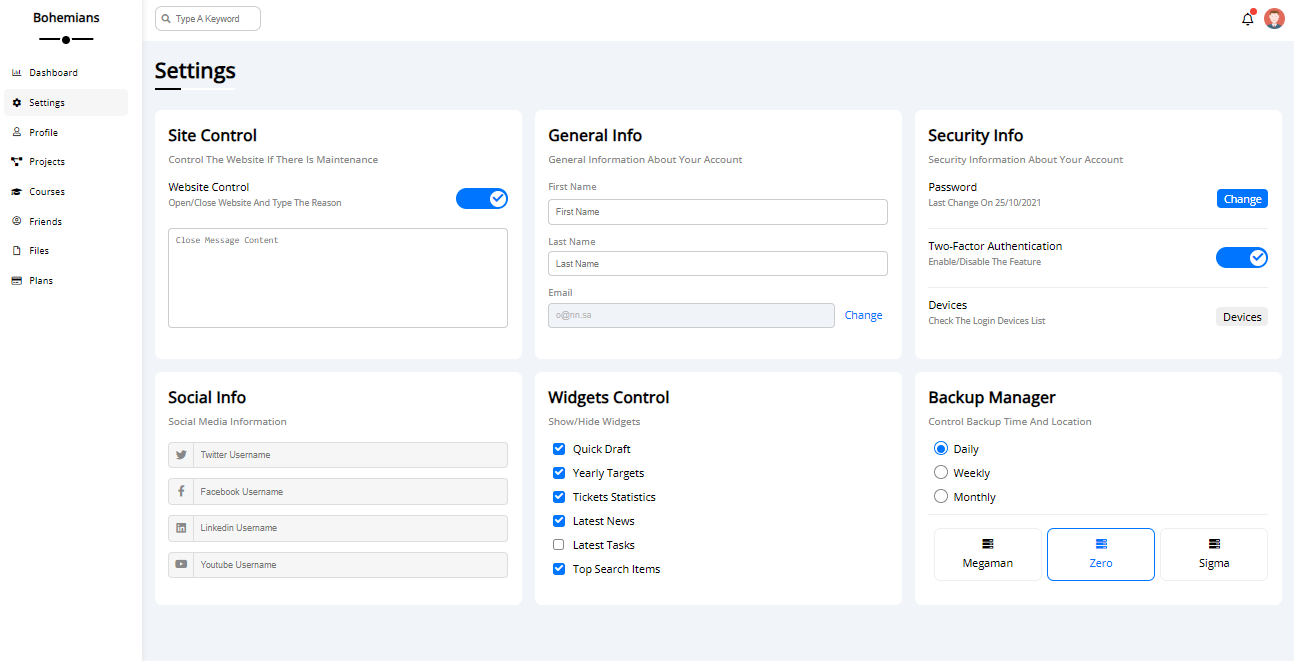 Bohemians
Dashboard
Settings
Profile
Projects
Courses
Friends
Files
Plans
Type A Keyword
Settings
Site Control
Control The Website If There Is Maintenance
Website Control
Open/Close Website And Type The Reason
Close Message Content
General Info
General Information About Your Account
First Name
First Name
Last Name
Last Name
Email
o@nn.sa
Change
Security Info
Security Information About Your Account
Password
Last Change On 25/10/2021
Change
Two-Factor Authentication
Enable/Disable The Feature
Devices
Check The Login Devices List
Devices
Social Info
Social Media Information
Twitter Username
Facebook Username
Linkedin Username
Youtube Username
Widgets Control
Show/Hide Widgets
Quick Draft
Yearly Targets
Tickets Statistics
Latest News
Latest Tasks
Top Search Items
Backup Manager
Control Backup Time And Location
Daily
Weekly
Monthly
Megaman
Zero
Sigma